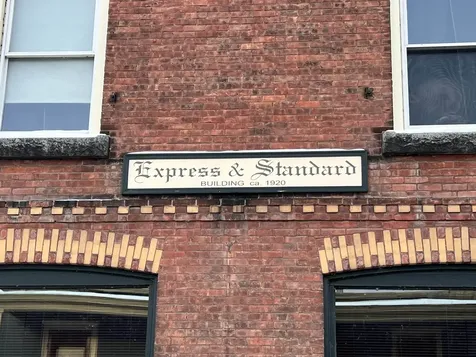 Express & Standard
BUILDING ca. 1920